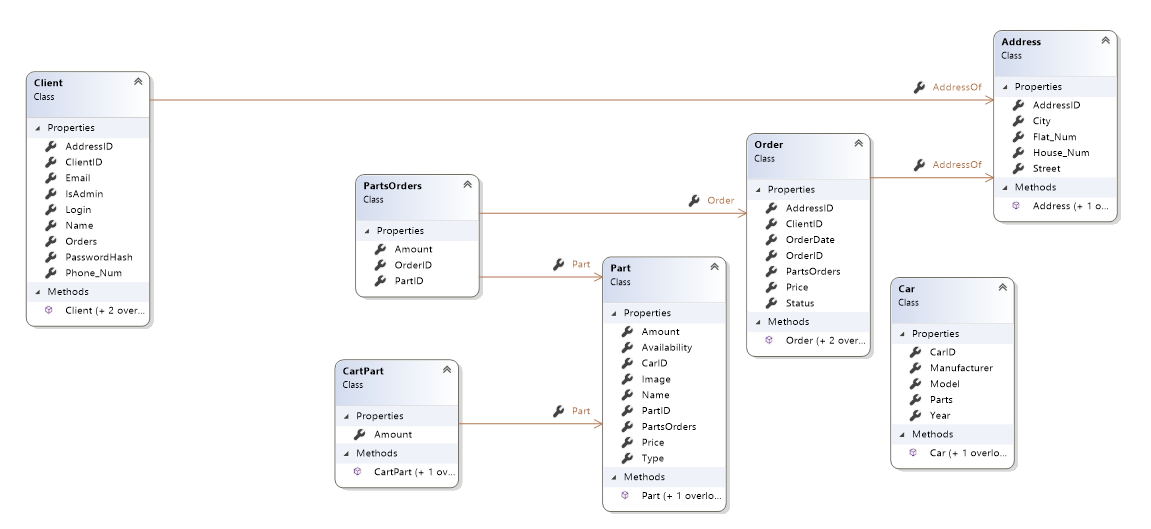 Client
Class
Properties
AddressID
ClientID
Email
IsAdmin
Login
Name
Orders
PasswordHash
Phone_Num
Methods
Client (+ 2 over...
PartsOrders
Class
Properties
Amount
OrderID
PartID
CartPart
Class
Properties
Amount
Methods
CartPart (+ 1 ov...
Order
Part
Part
Part
Class
Properties
Amount
Availability
CarID
Image
Name
PartID
PartsOrders
Price
Type
Methods
Part (+ 1 overlo...
Order
Class
Properties
AddressID
ClientID
OrderDate
OrderID
PartsOrders
Price
Status
Methods
Order (+ 2 over...
AddressOf
AddressOf
Address
Class
Properties
AddressID
City
Flat_Num
House_Num
Street
Methods
Address (+ 1 o...
Car
Class
Properties
CarID
Manufacturer
Model
Parts
Year
Methods
Car (+ 1 overlo...